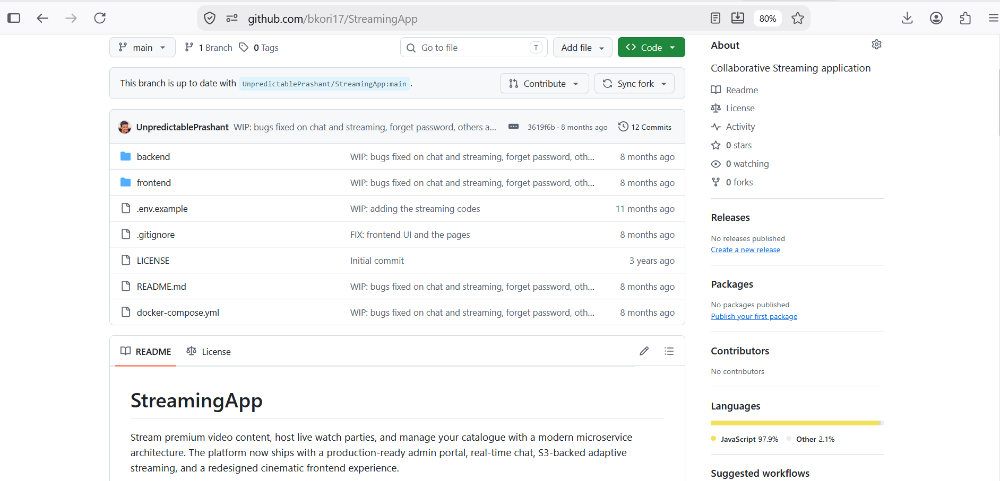 github.com/bkori17/StreamingApp
80%
main
1 Branch
0 Tags
Go to file
T
Add file
Code
This branch is up to date with UnpredictablePrashant/StreamingApp:main .
Contribute
Sync fork
UnpredictablePrashant WIP: bugs fixed on chat and streaming, forget password, others a...
3619f6b · 8 months ago
12 Commits
backend WIP: bugs fixed on chat and streaming, forget password, oth... 8 months ago
frontend WIP: bugs fixed on chat and streaming, forget password, oth... 8 months ago
.env.example WIP: adding the streaming codes 11 months ago
.gitignore FIX: frontend UI and the pages 8 months ago
LICENSE Initial commit 3 years ago
README.md WIP: bugs fixed on chat and streaming, forget password, oth... 8 months ago
docker-compose.yml WIP: bugs fixed on chat and streaming, forget password, oth... 8 months ago
README
License
StreamingApp
Stream premium video content, host live watch parties, and manage your catalogue with a modern microservice
architecture. The platform now ships with a production-ready admin portal, real-time chat, S3-backed adaptive
streaming, and a redesigned cinematic frontend experience.
About
Collaborative Streaming application
Readme
License
Activity
0 stars
0 watching
0 forks
Releases
No releases published
Create a new release
Packages
No packages published
Publish your first package
Contributors
No contributors
Languages
JavaScript 97.9%
Other 2.1%
Suggested workflows